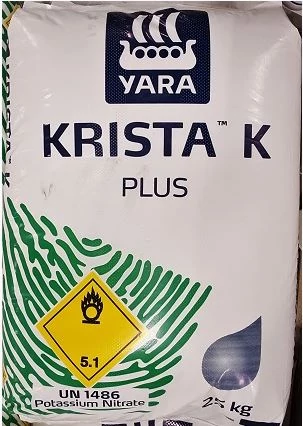 YARA
KRISTA™ K
PLUS
5.1
UN 1486
Potassium Nitrate
25 kg